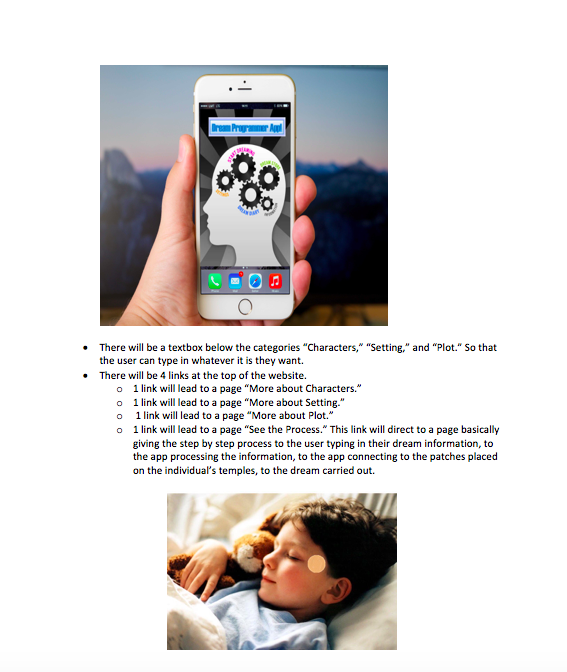 Dream Programmer App!
START DREAMING
DREAM DIARY
• There will be a textbox below the categories “Characters,” “Setting,” and “Plot.” So that
the user can type in whatever it is they want.
• There will be 4 links at the top of the website.
o 1 link will lead to a page “More about Characters.”
o 1 link will lead to a page “More about Setting.”
o 1 link will lead to a page “More about Plot.”
o 1 link will lead to a page “See the Process.” This link will direct to a page basically
giving the step by step process to the user typing in their dream information, to
the app processing the information, to the app connecting to the patches placed
on the individual’s temples, to the dream carried out.